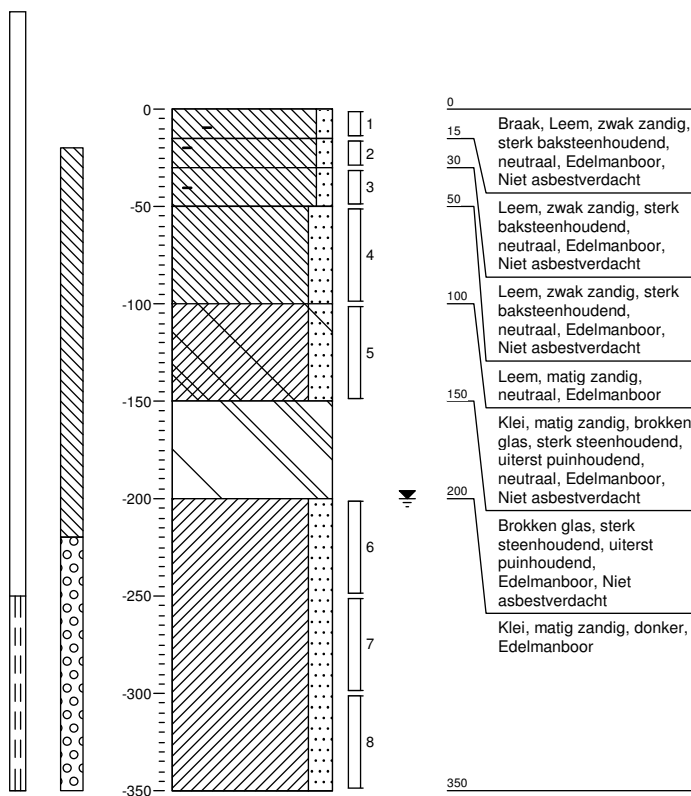 0
-50
-100
-150
-200
-250
-300
-350
1
2
3
4
5
6
7
8
0
Braak, Leem, zwak zandig,
sterk baksteenhoudend,
neutraal, Edelmanboor,
Niet asbestverdacht
15
Leem, zwak zandig, sterk
baksteenhoudend,
neutraal, Edelmanboor,
Niet asbestverdacht
30
Leem, zwak zandig, sterk
baksteenhoudend,
neutraal, Edelmanboor,
Niet asbestverdacht
50
Leem, matig zandig,
neutraal, Edelmanboor
100
Klei, matig zandig, brokken
glas, sterk steenhoudend,
uiterst puinhoudend,
neutraal, Edelmanboor,
Niet asbestverdacht
150
Brokken glas, sterk
steenhoudend, uiterst
puinhoudend,
Edelmanboor, Niet
asbestverdacht
200
Klei, matig zandig, donker,
Edelmanboor
350